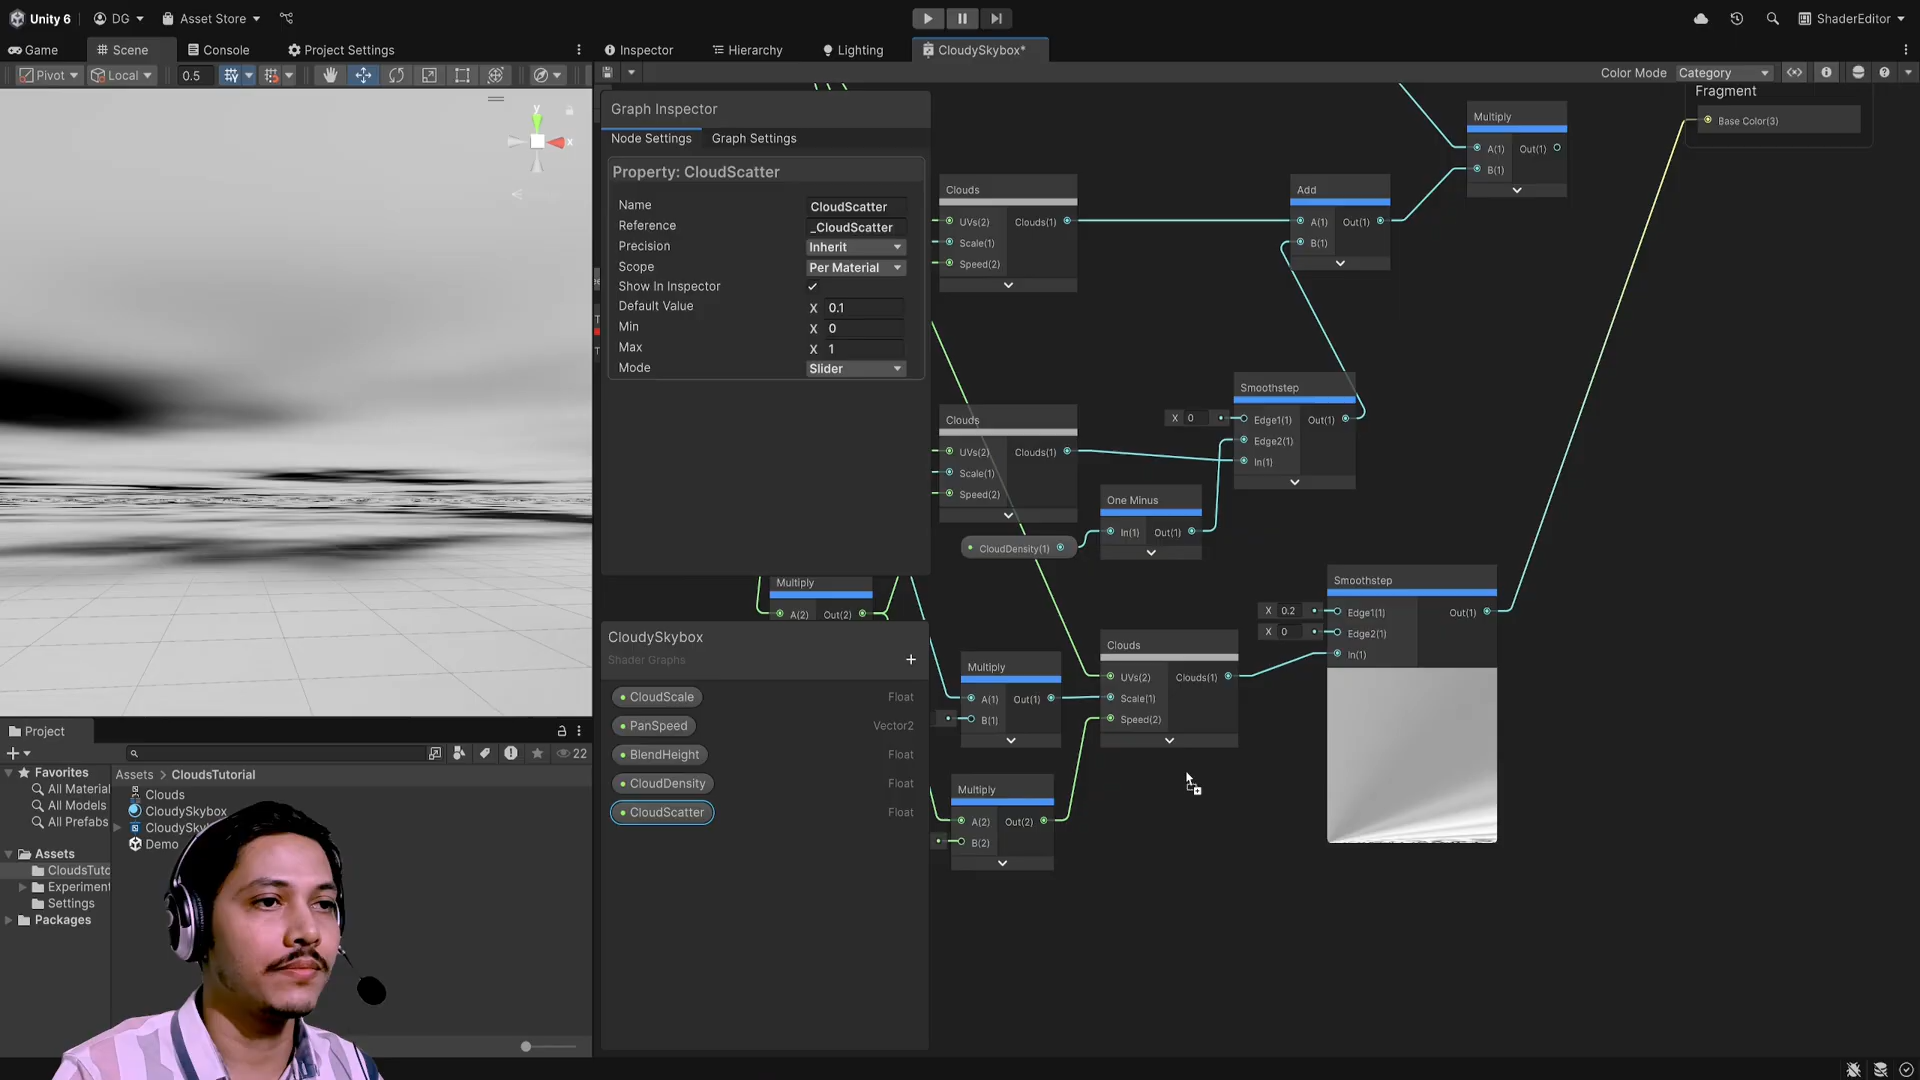 Unity 6
DG
Asset Store
ShaderEditor
Game
Scene
Console
Project Settings
Inspector
Hierarchy
Lighting
CloudySkybox*
Pivot
Local
0.5
Color Mode
Category
Graph Inspector
Node Settings
Graph Settings
Property: CloudScatter
Name
CloudScatter
Reference
_CloudScatter
Precision
Inherit
Scope
Per Material
Show In Inspector
Default Value
X 0.1
Min
X 0
Max
X 1
Mode
Slider
y
x
Fragment
Base Color(3)
Multiply
A(1)
Out(1)
B(1)
Clouds
UVs(2)
Clouds(1)
Scale(1)
Speed(2)
Add
A(1)
Out(1)
B(1)
Smoothstep
X 0
Edge1(1)
Out(1)
Edge2(1)
In(1)
Clouds
UVs(2)
Clouds(1)
Scale(1)
Speed(2)
One Minus
In(1)
Out(1)
CloudDensity(1)
Multiply
A(2)
Out(2)
Smoothstep
X 0.2
Edge1(1)
Out(1)
X 0
Edge2(1)
In(1)
Clouds
UVs(2)
Clouds(1)
Scale(1)
Speed(2)
Multiply
A(1)
Out(1)
B(1)
Multiply
A(2)
Out(2)
B(2)
CloudySkybox
Shader Graphs
CloudScale
Float
PanSpeed
Vector2
BlendHeight
Float
CloudDensity
Float
CloudScatter
Float
Project
22
Favorites
All Material
All Models
All Prefabs
Assets
CloudsTuto
Experiment
Settings
Packages
Assets > CloudsTutorial
Clouds
CloudySkybox
CloudySky
Demo